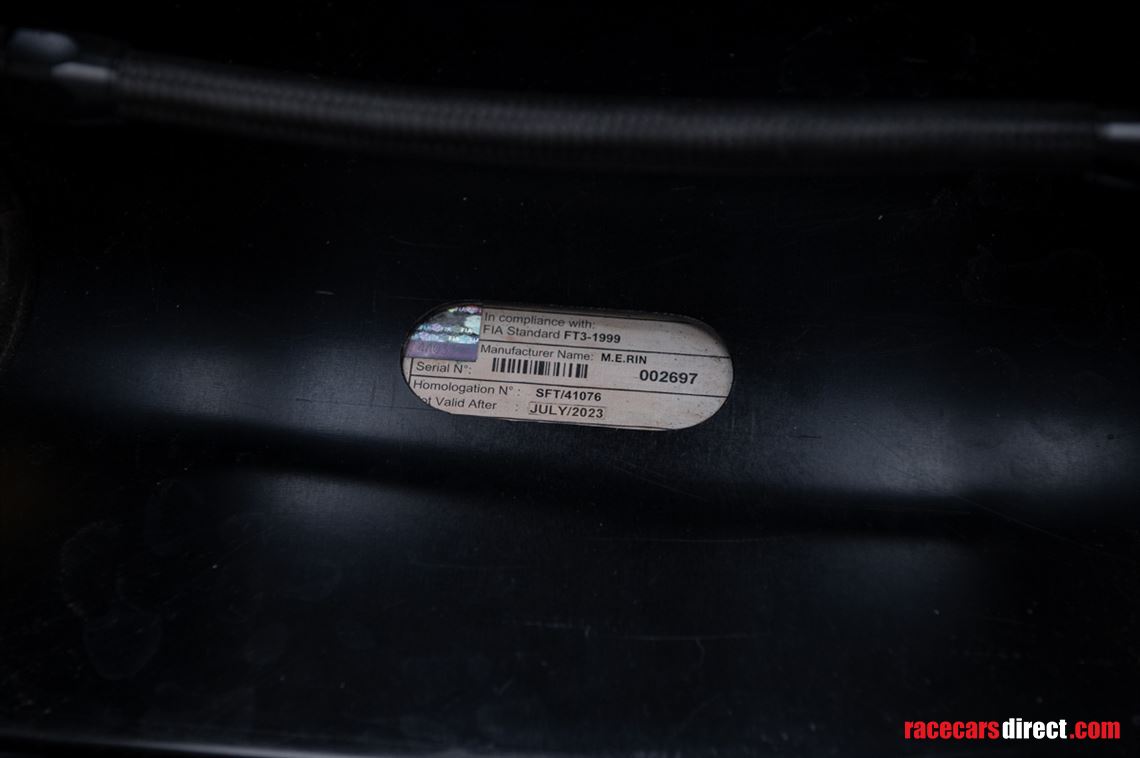 In compliance with:
FIA Standard FT3-1999
Manufacturer Name: M.E.RIN
Serial N°: 002697
Homologation N° : SFT/41076
ot Valid After : JULY/2023
racecarsdirect.com